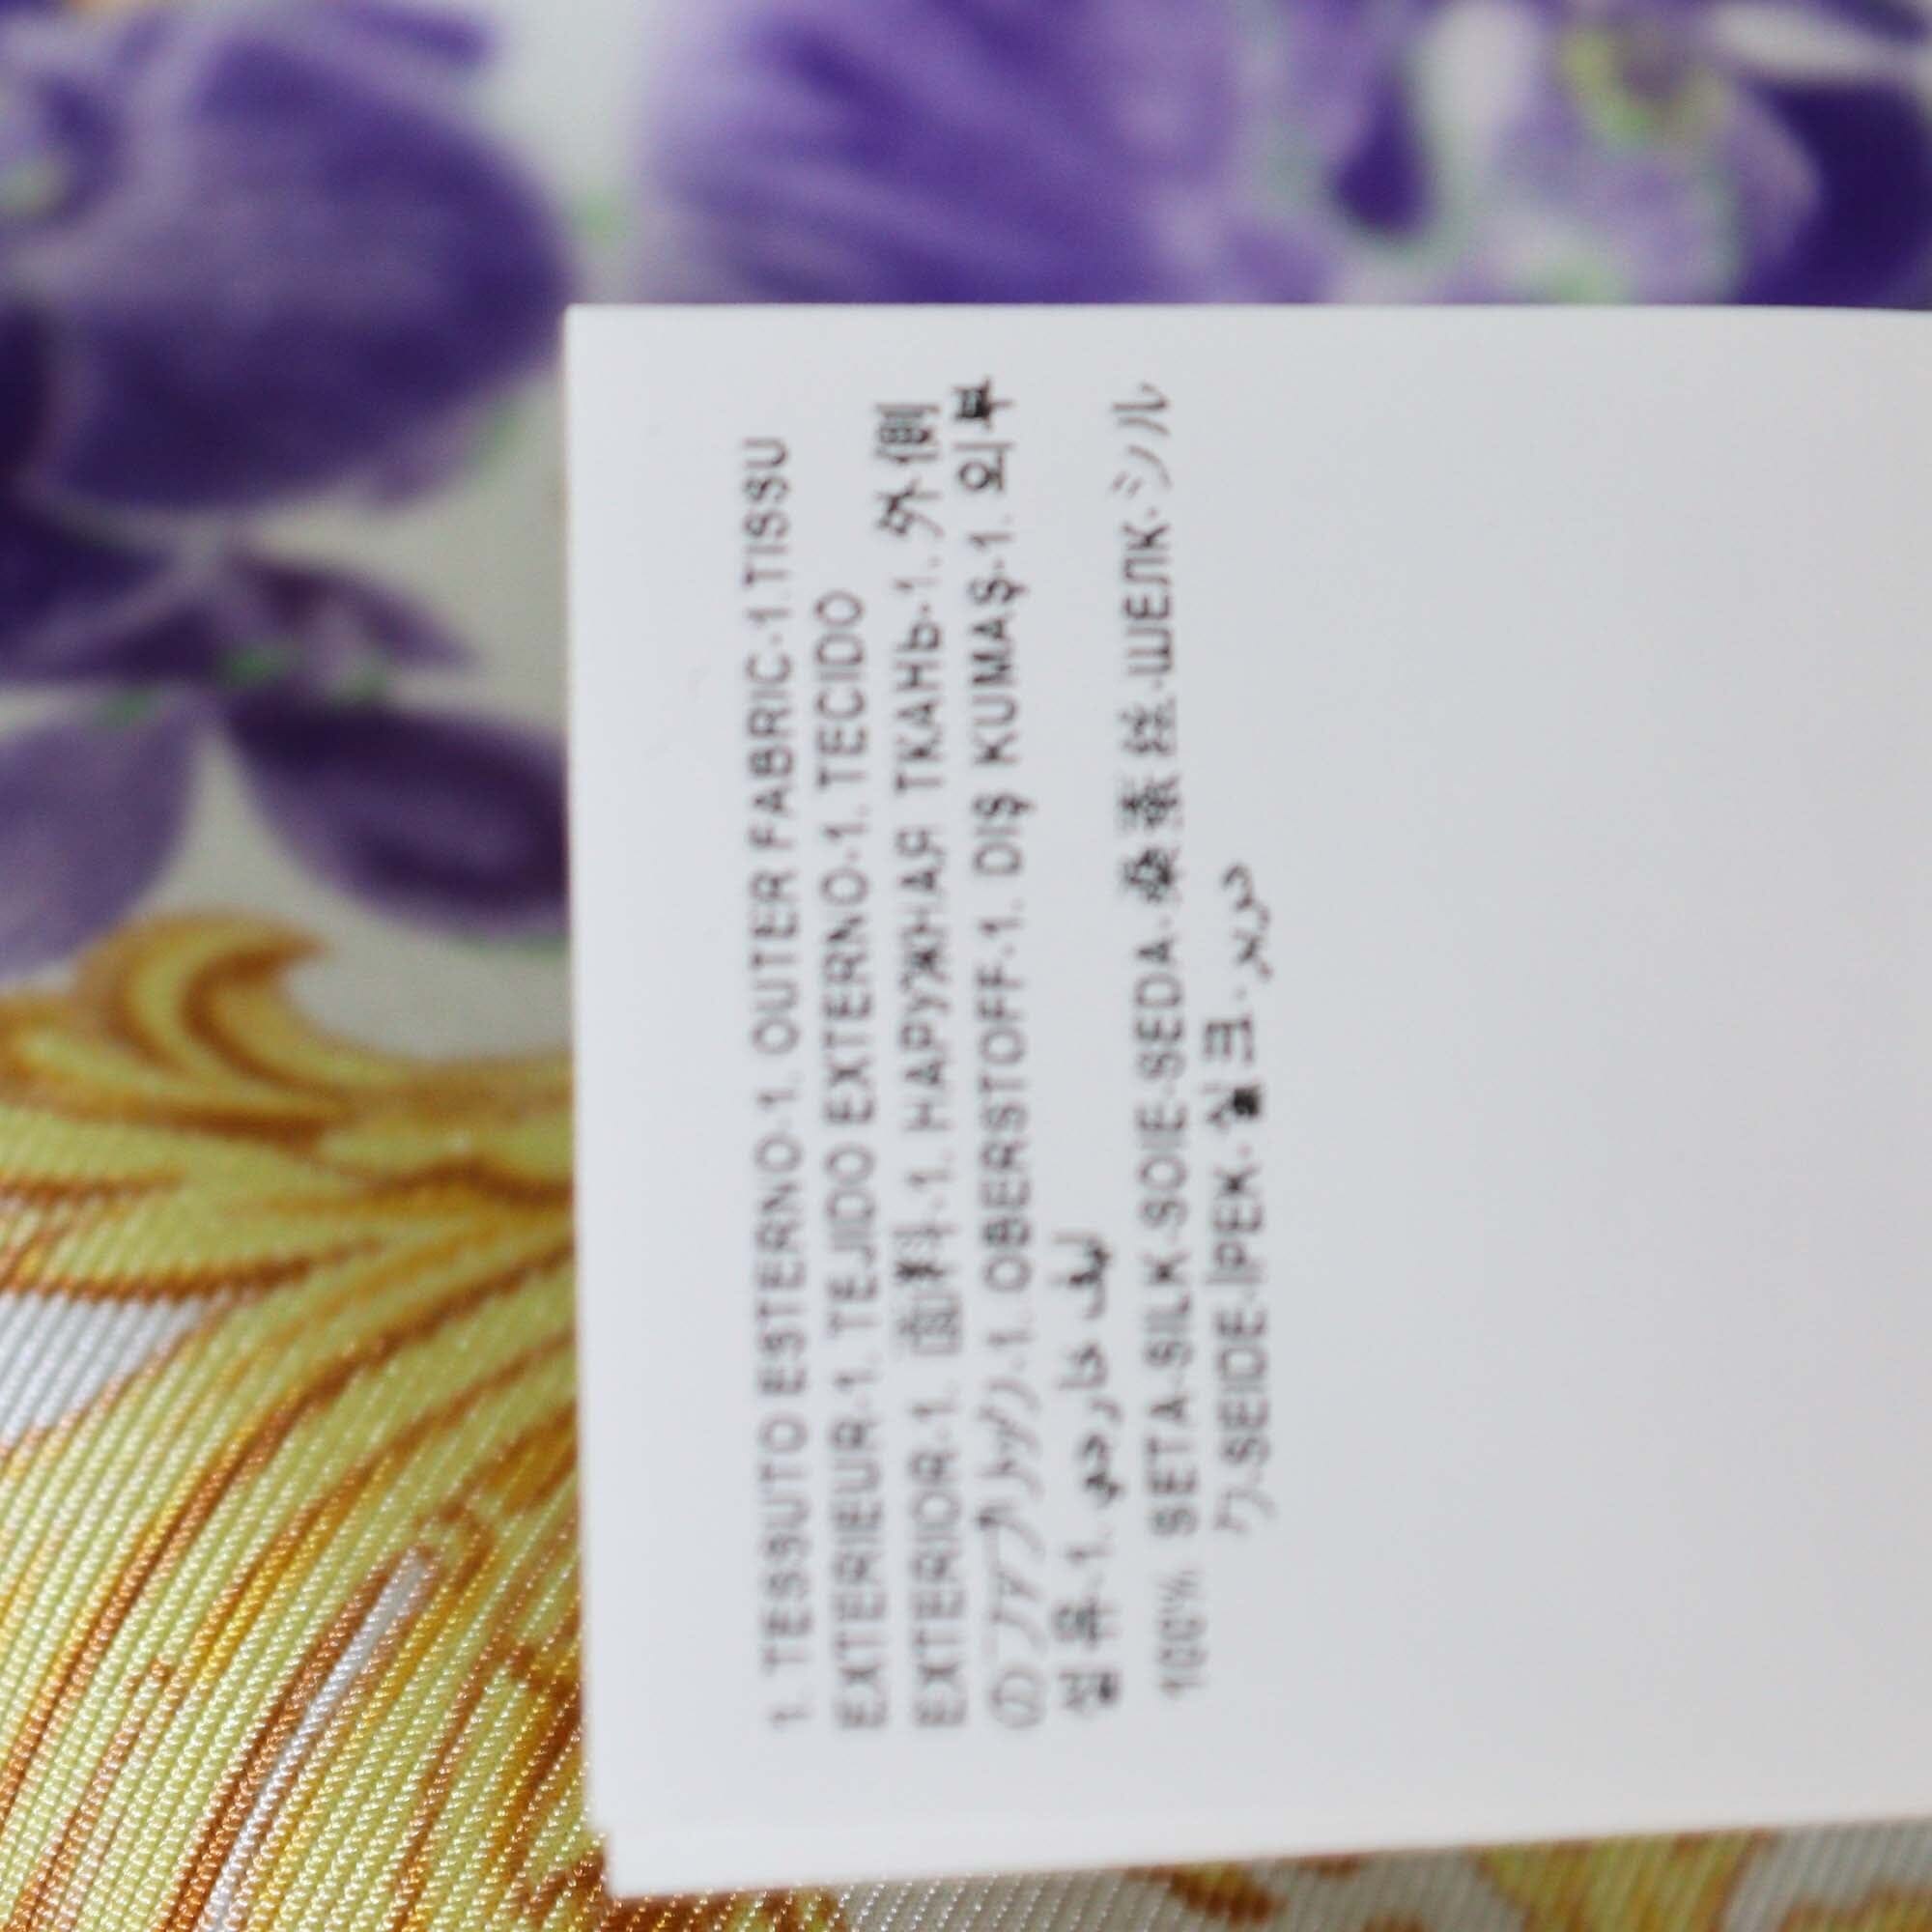 1. TESSUTO ESTERNO-1. OUTER FABRIC-1.TISSU
EXTERIEUR-1. TEJIDO EXTERNO-1. TECIDO
EXTERIOR-1. 面料-1. НАРУЖНАЯ ТКАНЬ-1. 外側
のファブリック-1. OBERSTOFF-1. DIŞ KUMAŞ-1. 외부
섬유-1. ليف خارجي
100% SETA-SILK-SOIE-SEDA-桑蚕丝-ШЕЛК-シル
ク-SEIDE-İPEK-실크-حرير